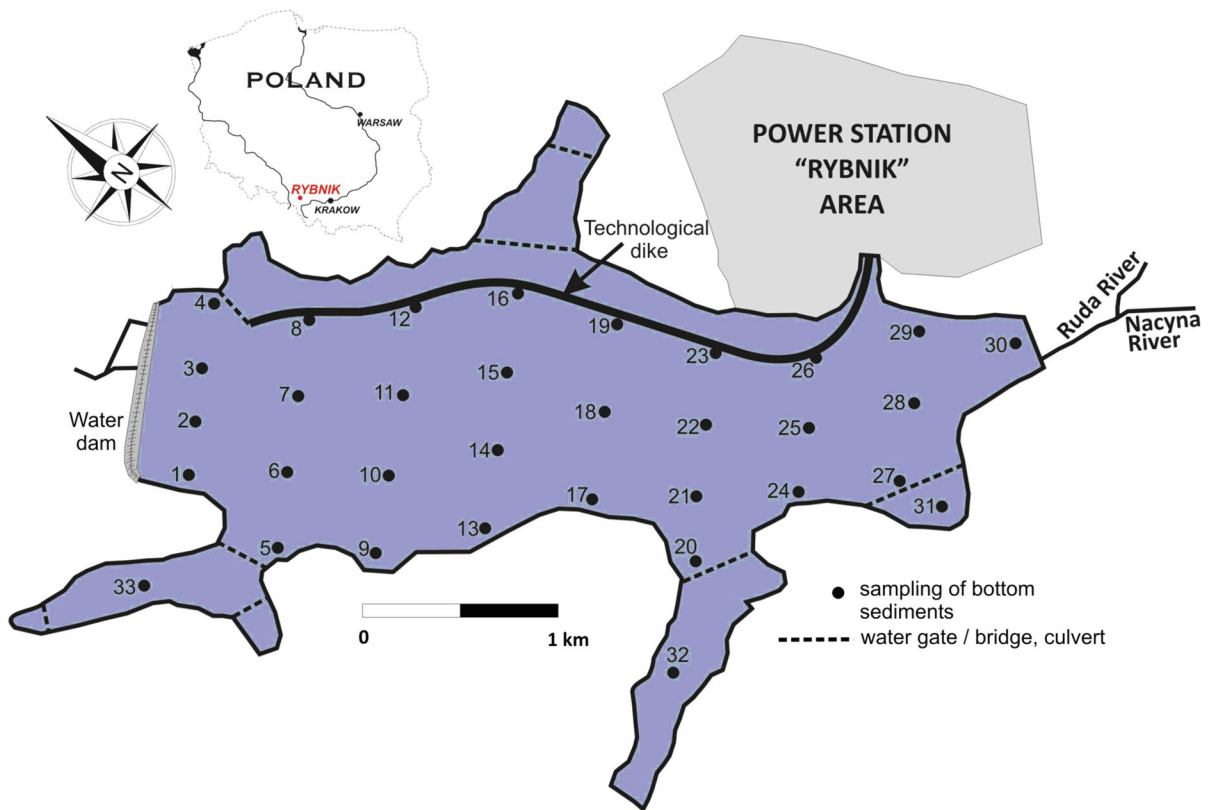 POLAND
WARSAW
RYBNIK
KRAKOW
N
POWER STATION
“RYBNIK”
AREA
Technological
dike
Ruda River
Nacyna
River
Water
dam
4
8
12
16
19
23
26
29
30
3
7
11
15
18
22
25
28
2
1
6
10
14
17
21
24
27
31
5
9
13
20
33
32
0
1 km
sampling of bottom
sediments
water gate / bridge, culvert